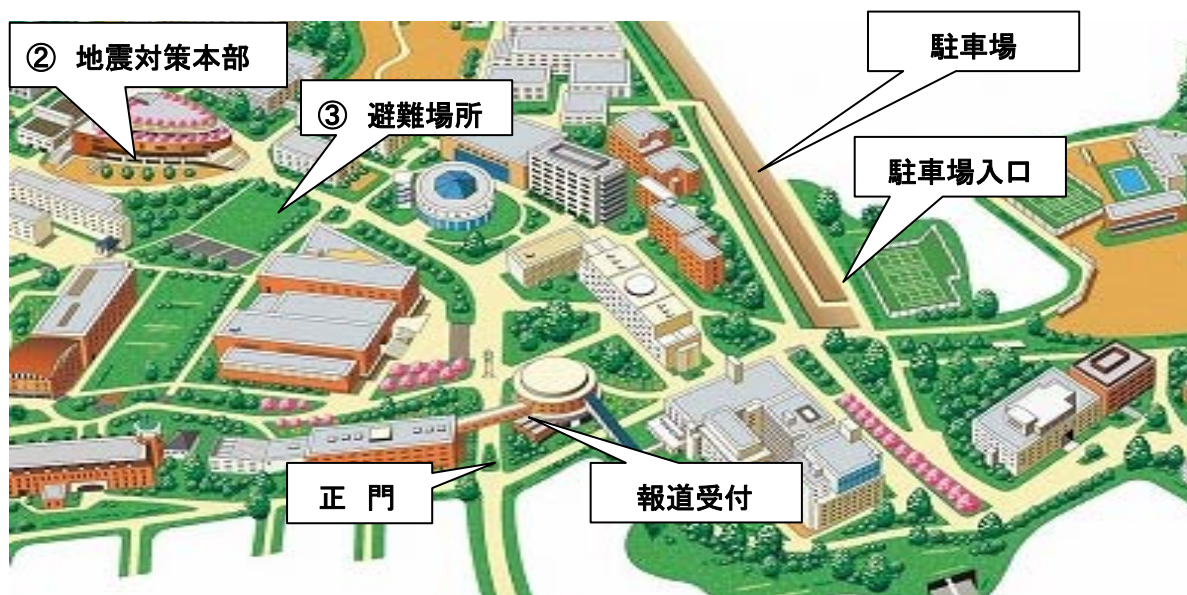 ② 地震対策本部
③ 避難場所
駐車場
駐車場入口
正 門
報道受付